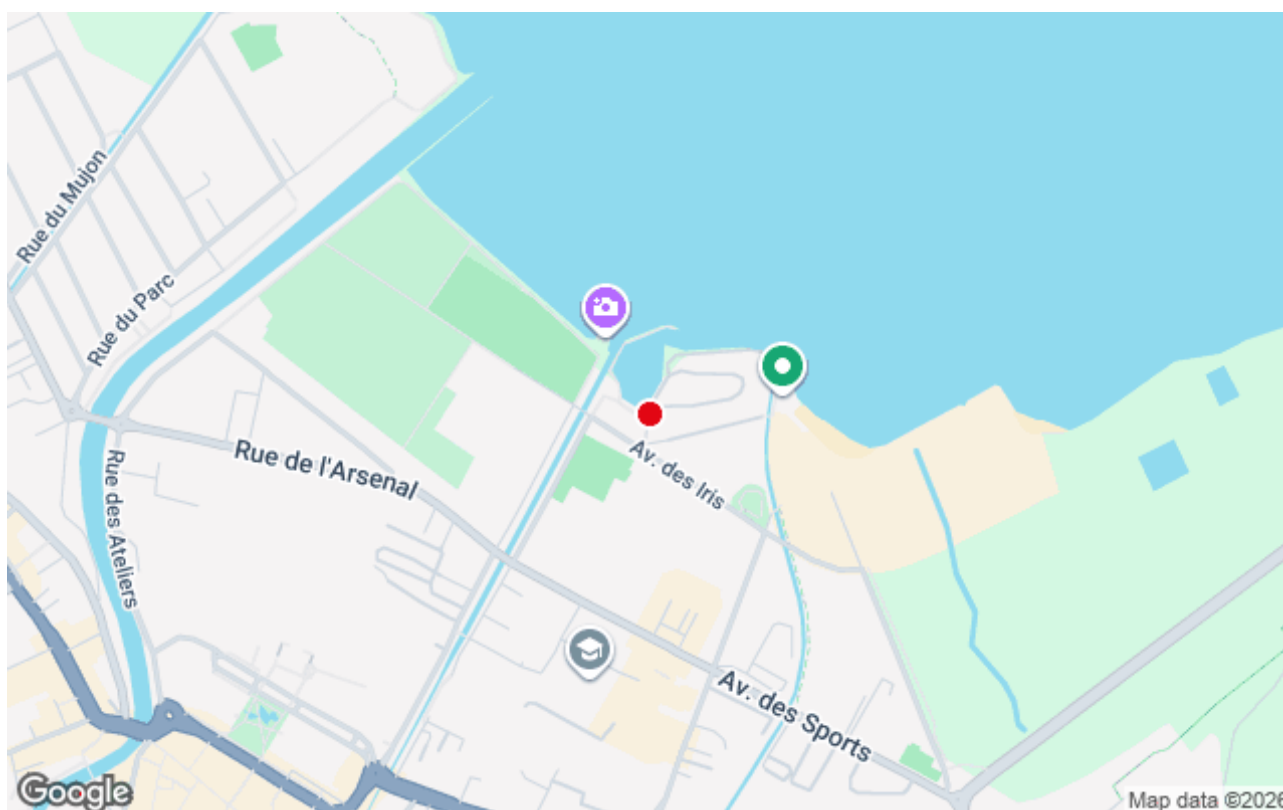 Rue du Mujon
Rue du Parc
Rue de l'Arsenal
Av. des Iris
Rue des Ateliers
Av. des Sports
Google
Map data ©2026